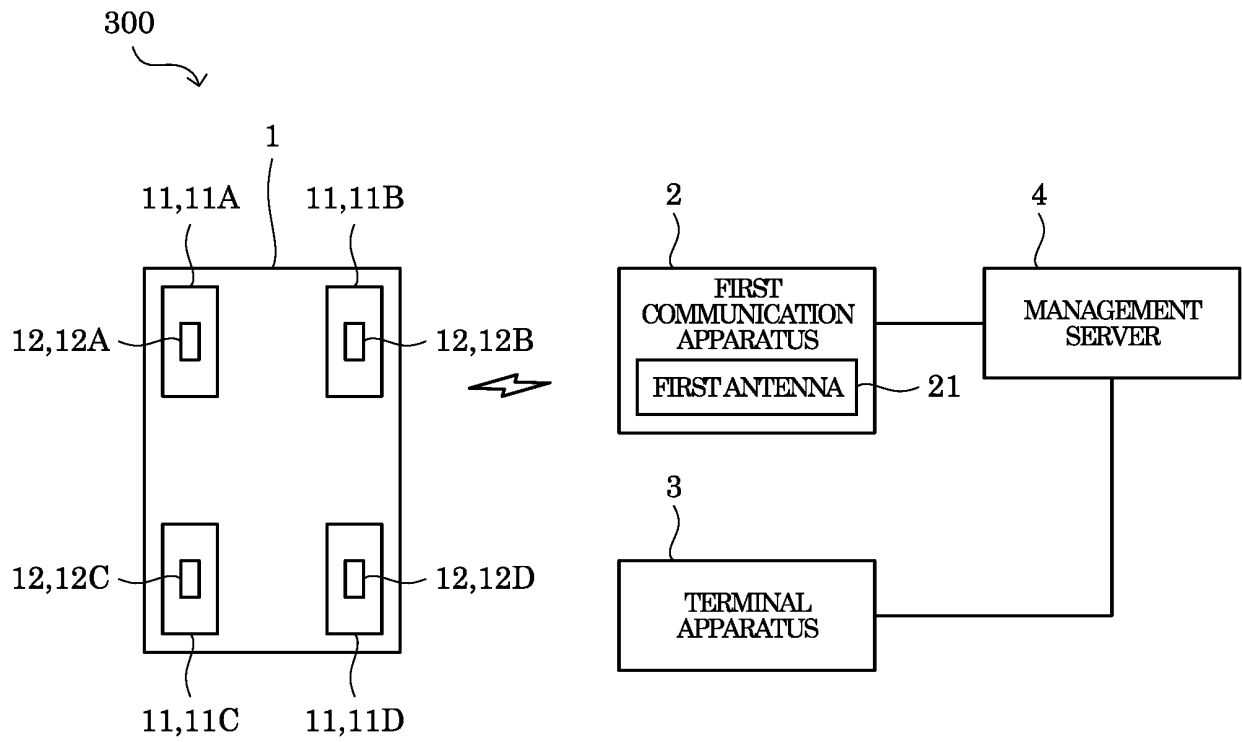 300
1
11,11A
11,11B
2
4
FIRST
COMMUNICATION
APPARATUS
MANAGEMENT
SERVER
12,12A
12,12B
FIRST ANTENNA
21
3
12,12C
12,12D
TERMINAL
APPARATUS
11,11C
11,11D